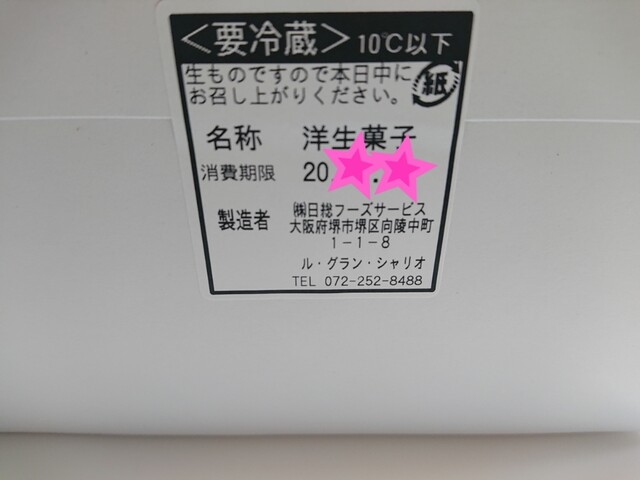 ＜要冷蔵＞ 10℃以下
生ものですので本日中に
お召し上がりください。
紙
名称 洋生菓子
消費期限 20
製造者 ㈱日総フーズサービス
大阪府堺市堺区向陵中町
1-1-8
ル・グラン・シャリオ
TEL 072-252-8488